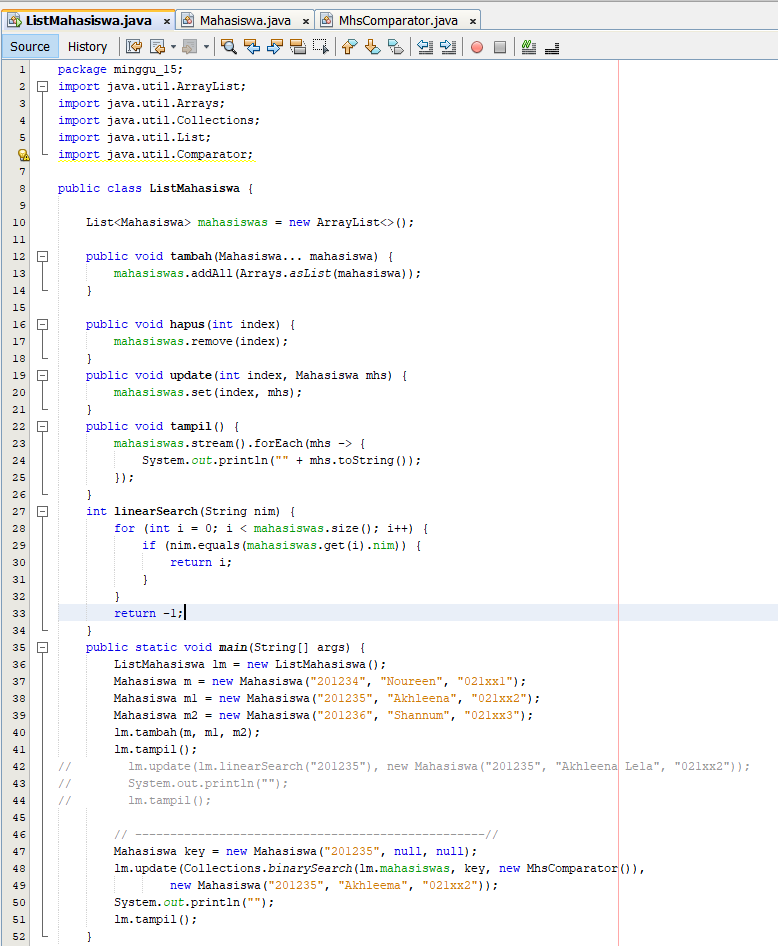 ListMahasiswa.java × Mahasiswa.java × MhsComparator.java ×
Source History
1 package minggu_15;
2 import java.util.ArrayList;
3 import java.util.Arrays;
4 import java.util.Collections;
5 import java.util.List;
import java.util.Comparator;
7
8 public class ListMahasiswa {
9
10     List<Mahasiswa> mahasiswas = new ArrayList<>();
11
12     public void tambah(Mahasiswa... mahasiswa) {
13         mahasiswas.addAll(Arrays.asList(mahasiswa));
14     }
15
16     public void hapus(int index) {
17         mahasiswas.remove(index);
18     }
19     public void update(int index, Mahasiswa mhs) {
20         mahasiswas.set(index, mhs);
21     }
22     public void tampil() {
23         mahasiswas.stream().forEach(mhs -> {
24             System.out.println("" + mhs.toString());
25         });
26     }
27     int linearSearch(String nim) {
28         for (int i = 0; i < mahasiswas.size(); i++) {
29             if (nim.equals(mahasiswas.get(i).nim)) {
30                 return i;
31             }
32         }
33         return -1;
34     }
35     public static void main(String[] args) {
36         ListMahasiswa lm = new ListMahasiswa();
37         Mahasiswa m = new Mahasiswa("201234", "Noureen", "021xx1");
38         Mahasiswa m1 = new Mahasiswa("201235", "Akhleena", "021xx2");
39         Mahasiswa m2 = new Mahasiswa("201236", "Shannum", "021xx3");
40         lm.tambah(m, m1, m2);
41         lm.tampil();
42 //        lm.update(lm.linearSearch("201235"), new Mahasiswa("201235", "Akhleena Lela", "021xx2"));
43 //        System.out.println("");
44 //        lm.tampil();
45
46         // --------------------------------------------------//
47         Mahasiswa key = new Mahasiswa("201235", null, null);
48         lm.update(Collections.binarySearch(lm.mahasiswas, key, new MhsComparator()),
49                 new Mahasiswa("201235", "Akhleema", "021xx2"));
50         System.out.println("");
51         lm.tampil();
52     }